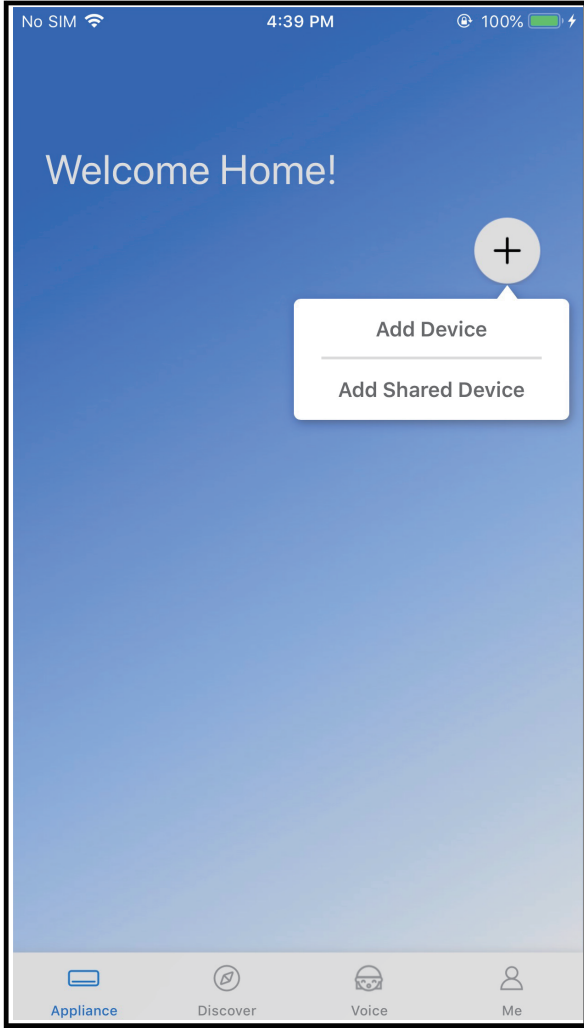 No SIM 4:39 PM 100%
Welcome Home!
Add Device
Add Shared Device
Appliance Discover Voice Me